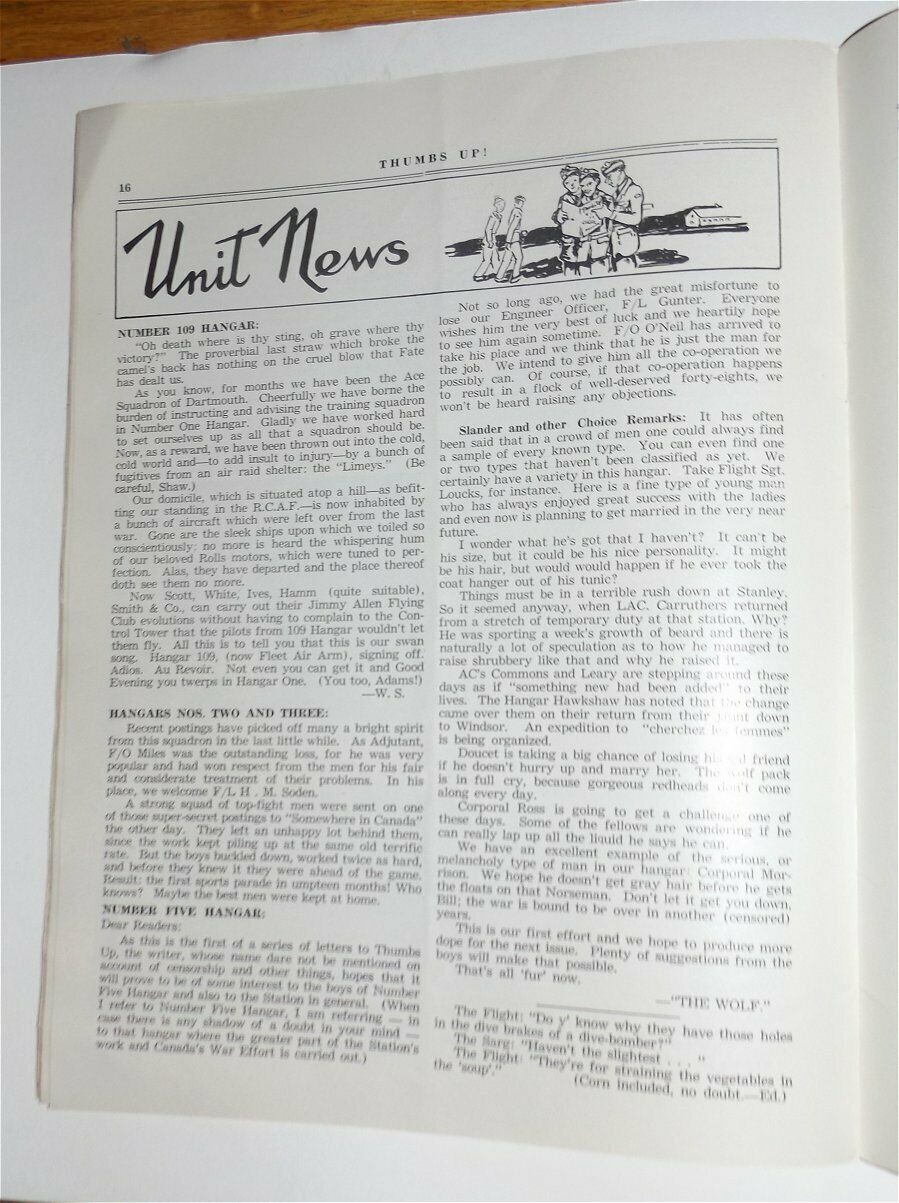 THUMBS UP!
16
Unit News
NUMBER 109 HANGAR:
"Oh death where is thy sting, oh grave where thy
victory?" The proverbial last straw which broke the
camel's back has nothing on the cruel blow that Fate
has dealt us.
As you know, for months we have been the Ace
Squadron of Dartmouth. Cheerfully we have borne the
burden of instructing and advising the training squadron
in Number One Hangar. Gladly we have worked hard
to set ourselves up as all that a squadron should be.
Now, as a reward, we have been thrown out into the cold,
cold world and—to add insult to injury—by a bunch of
fugitives from an air raid shelter: the "Limeys." (Be
careful, Shaw.)
Our domicile, which is situated atop a hill—as befit-
ting our standing in the R.C.A.F.—is now inhabited by
a bunch of aircraft which were left over from the last
war. Gone are the sleek ships upon which we toiled so
conscientiously; no more is heard the whispering hum
of our beloved Rolls motors, which were tuned to per-
fection. Alas, they have departed and the place thereof
doth see them no more.
Now Scott, White, Ives, Hamm (quite suitable),
Smith & Co., can carry out their Jimmy Allen Flying
Club evolutions without having to complain to the Con-
trol Tower that the pilots from 109 Hangar wouldn't let
them fly. All this is to tell you that this is our swan
song. Hangar 109, (now Fleet Air Arm), signing off.
Adios. Au Revoir. Not even you can get it and Good
Evening you twerps in Hangar One. (You too, Adams!)
—W. S.
HANGARS NOS. TWO AND THREE:
Recent postings have picked off many a bright spirit
from this squadron in the last little while. As Adjutant,
F/O Miles was the outstanding loss, for he was very
popular and had won respect from the men for his fair
and considerate treatment of their problems. In his
place, we welcome F/L H . M. Soden.
A strong squad of top-fight men were sent on one
of those super-secret postings to "Somewhere in Canada"
the other day. They left an unhappy lot behind them,
since the work kept piling up at the same old terrific
rate. But the boys buckled down, worked twice as hard,
and before they knew it they were ahead of the game.
Result: the first sports parade in umpteen months! Who
knows? Maybe the best men were kept at home.
NUMBER FIVE HANGAR:
Dear Readers:
As this is the first of a series of letters to Thumbs
Up, the writer, whose name dare not be mentioned on
account of censorship and other things, hopes that it
will prove to be of some interest to the boys of Number
Five Hangar and also to the Station in general. (When
I refer to Number Five Hangar, I am referring — in
case there is any shadow of a doubt in your mind —
to that hangar where the greater part of the Station's
work and Canada's War Effort is carried out.)
Not so long ago, we had the great misfortune to
lose our Engineer Officer, F/L Gunter. Everyone
wishes him the very best of luck and we heartily hope
to see him again sometime. F/O O'Neil has arrived to
take his place and we think that he is just the man for
the job. We intend to give him all the co-operation we
possibly can. Of course, if that co-operation happens
to result in a flock of well-deserved forty-eights, we
won't be heard raising any objections.
Slander and other Choice Remarks: It has often
been said that in a crowd of men one could always find
a sample of every known type. You can even find one
or two types that haven't been classified as yet. We
certainly have a variety in this hangar. Take Flight Sgt.
Loucks, for instance. Here is a fine type of young man
who has always enjoyed great success with the ladies
and even now is planning to get married in the very near
future.
I wonder what he's got that I haven't? It can't be
his size, but it could be his nice personality. It might
be his hair, but would would happen if he ever took the
coat hanger out of his tunic?
Things must be in a terrible rush down at Stanley.
So it seemed anyway, when LAC. Carruthers returned
from a stretch of temporary duty at that station. Why?
He was sporting a week's growth of beard and there is
naturally a lot of speculation as to how he managed to
raise shrubbery like that and why he raised it.
AC's Commons and Leary are stepping around these
days as if "something new had been added" to their
lives. The Hangar Hawkshaw has noted that the change
came over them on their return from their jaunt down
to Windsor. An expedition to "cherchez les femmes"
is being organized.
Doucet is taking a big chance of losing his friend
if he doesn't hurry up and marry her. The wolf pack
is in full cry, because gorgeous redheads don't come
along every day.
Corporal Ross is going to get a challenge one of
these days. Some of the fellows are wondering if he
can really lap up all the liquid he says he can.
We have an excellent example of the serious, or
melancholy type of man in our hangar: Corporal Mor-
rison. We hope he doesn't get gray hair before he gets
the floats on that Norseman. Don't let it get you down,
Bill; the war is bound to be over in another (censored)
years.
This is our first effort and we hope to produce more
dope for the next issue. Plenty of suggestions from the
boys will make that possible.
That's all 'fur' now.
—"THE WOLF."
The Flight: "Do y' know why they have those holes
in the dive brakes of a dive-bomber?"
The Sarg: "Haven't the slightest . . . "
The Flight: "They're for straining the vegetables in
the 'soup'."
(Corn included, no doubt.—Ed.)